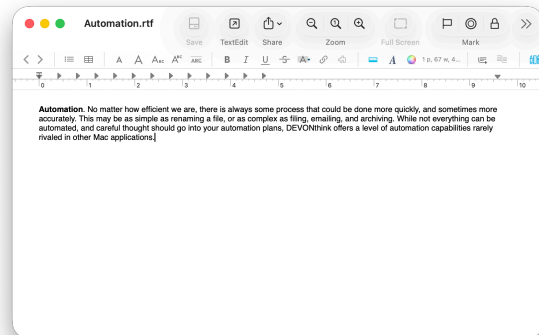 Automation.rtf
Save
TextEdit
Share
Zoom
Full Screen
Mark
B I U
1 p, 67 w, 4...
0 1 2 3 4 5 6 7 8 9 10
Automation. No matter how efficient we are, there is always some process that could be done more quickly, and sometimes more
accurately. This may be as simple as renaming a file, or as complex as filing, emailing, and archiving. While not everything can be
automated, and careful thought should go into your automation plans, DEVONthink offers a level of automation capabilities rarely
rivaled in other Mac applications.